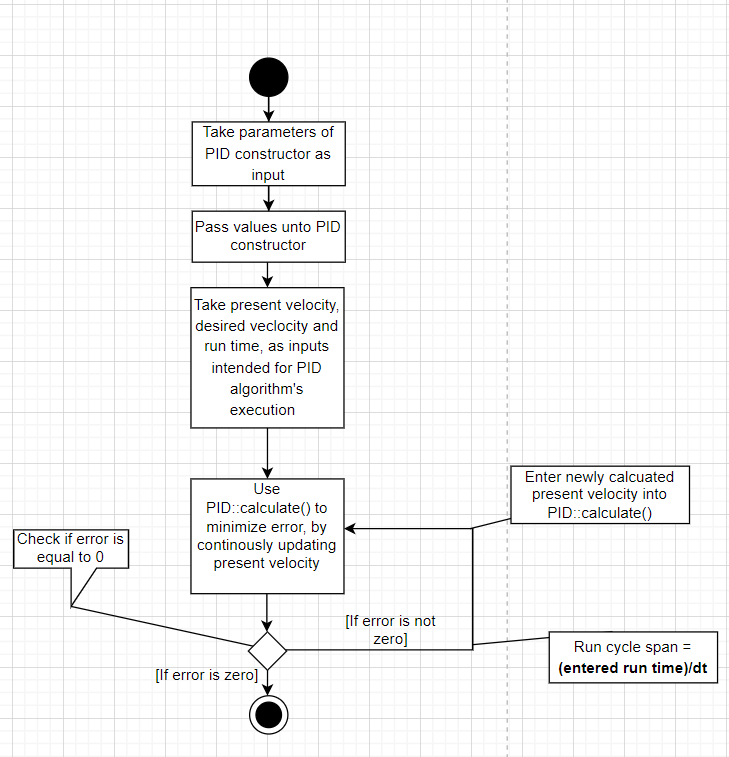 Take parameters of
PID constructor as
input
Pass values unto PID
constructor
Take present velocity,
desired veclocity and
run time, as inputs
intended for PID
algorithm's
execution
Use
PID::calculate() to
minimize error, by
continously updating
present velocity
Enter newly calcuated
present velocity into
PID::calculate()
Check if error is
equal to 0
[If error is not
zero]
Run cycle span =
(entered run time)/dt
[If error is zero]